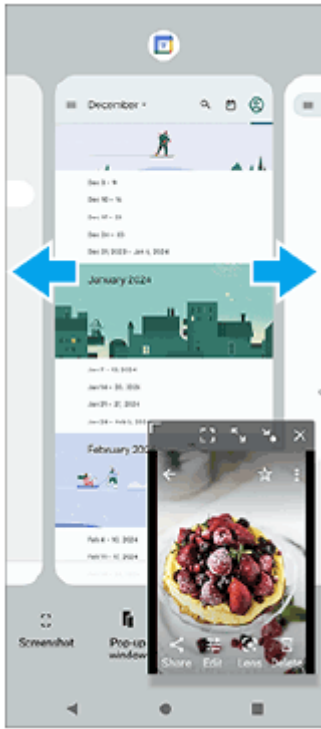 December
Dec 3 – 9
Dec 10 – 16
Dec 17 – 23
Dec 24 – 30
Dec 31, 2023 – Jan 6, 2024
January 2024
Jan 7 – 13, 2024
Jan 14 – 20, 2024
Jan 21 – 27, 2024
Jan 28 – Feb 3, 202
February 202
Feb 4 – 10, 2024
Feb 11 – 17, 2024
Screenshot
Pop-up
window
Share Edit Lens Delete